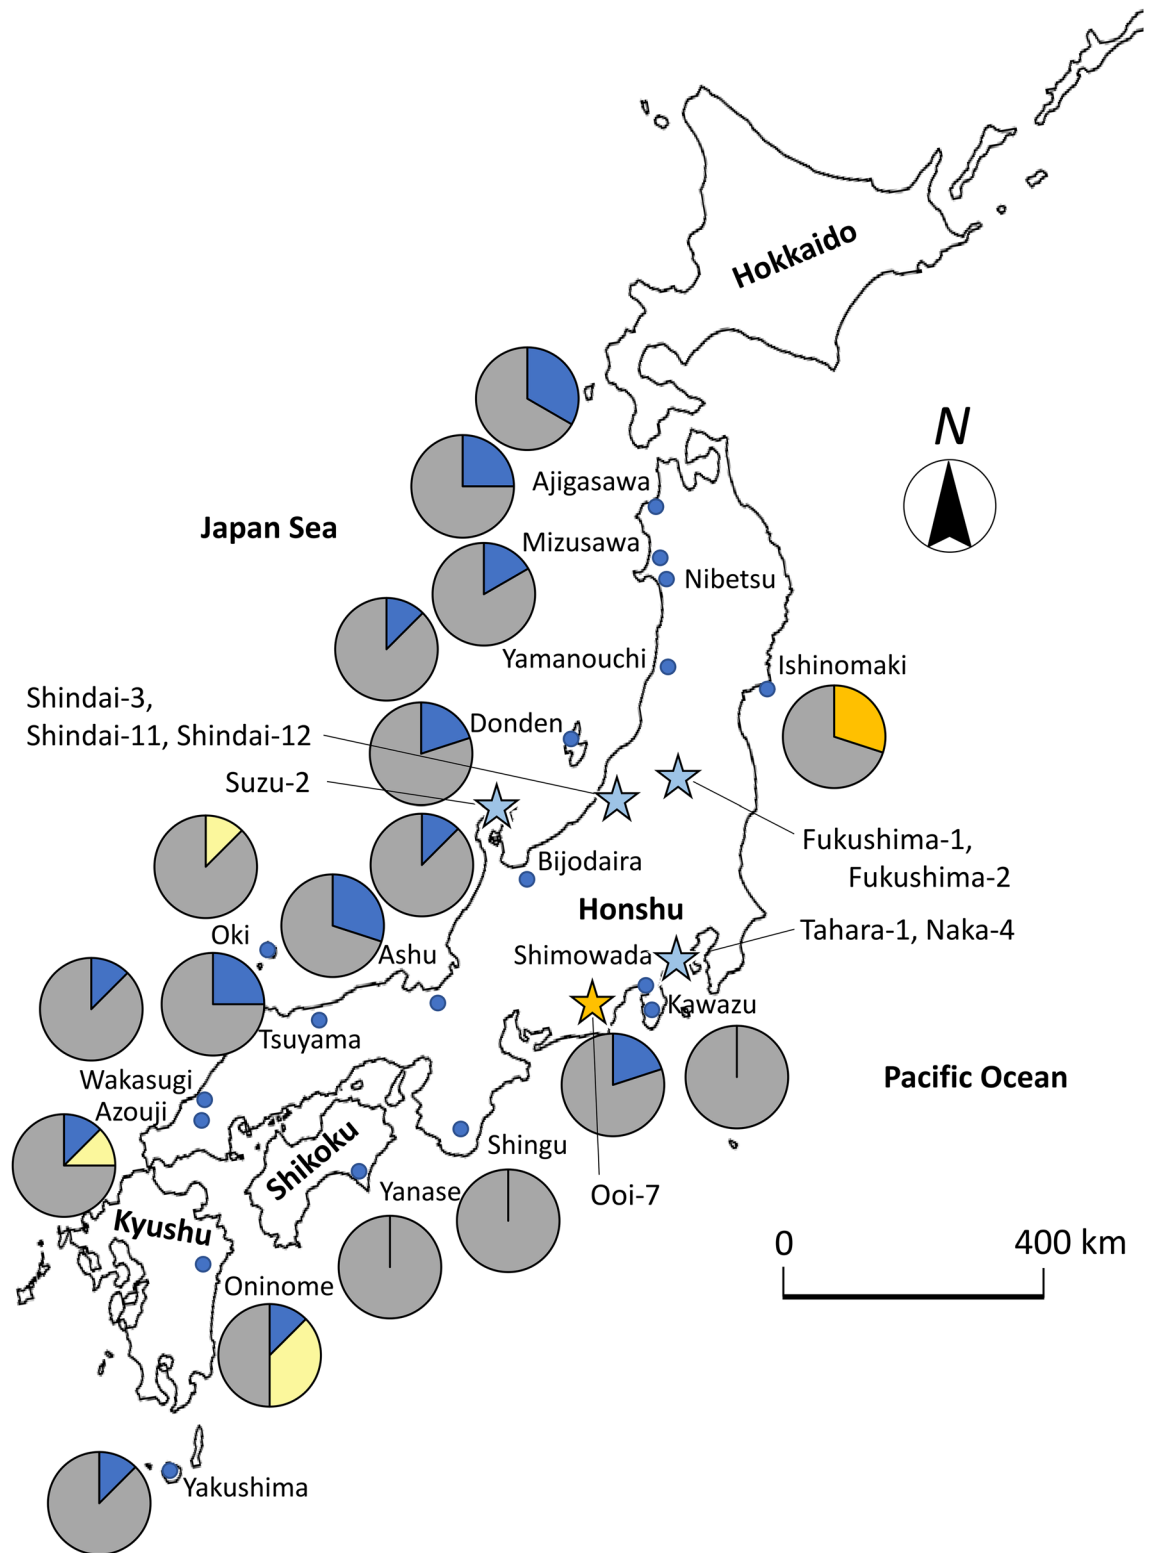 Hokkaido
N
Ajigasawa
Japan Sea
Mizusawa
Nibetsu
Yamanouchi
Ishinomaki
Shindai-3,
Shindai-11, Shindai-12
Donden
Suzu-2
Fukushima-1,
Fukushima-2
Bijodaira
Honshu
Tahara-1, Naka-4
Oki
Ashu
Shimowada
Kawazu
Tsuyama
Pacific Ocean
Wakasugi
Azouji
Shikoku
Shingu
Yanase
Ooi-7
Kyushu
0
400 km
Oninome
Yakushima